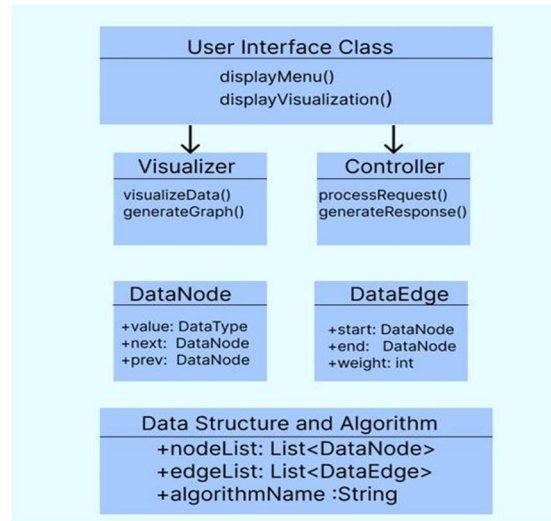 User Interface Class
displayMenu()
displayVisualization()
Visualizer
visualizeData()
generateGraph()
Controller
processRequest()
generateResponse()
DataNode
+value: DataType
+next: DataNode
+prev: DataNode
DataEdge
+start: DataNode
+end: DataNode
+weight: int
Data Structure and Algorithm
+nodeList: List<DataNode>
+edgeList: List<DataEdge>
+algorithmName :String